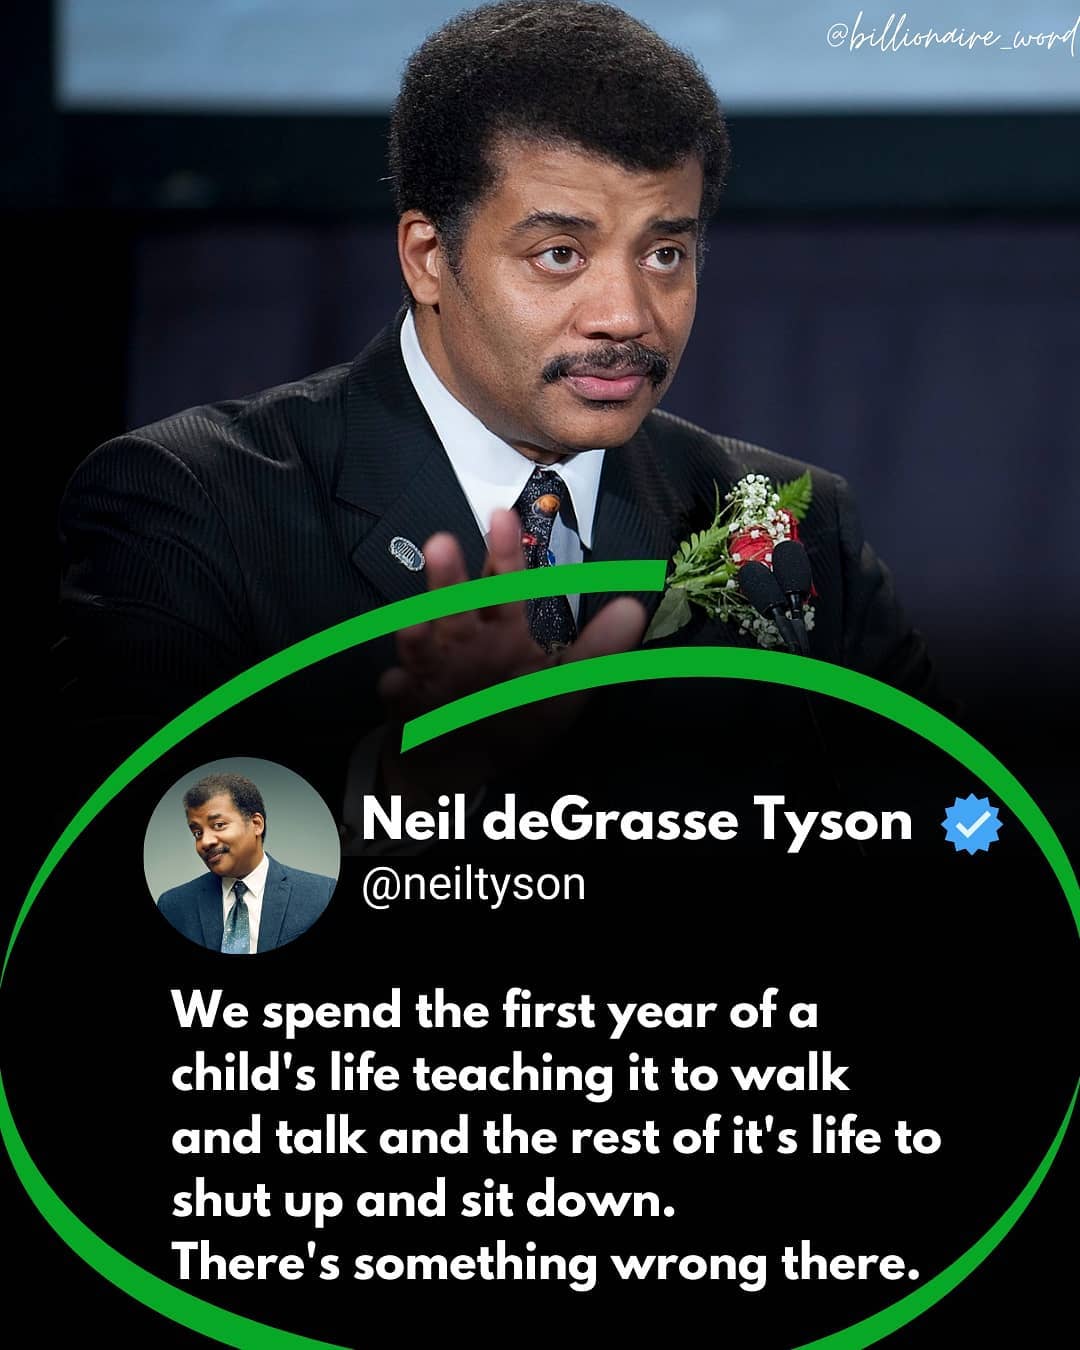 @billionaire_word
Neil deGrasse Tyson
@neiltyson
We spend the first year of a
child's life teaching it to walk
and talk and the rest of it's life to
shut up and sit down.
There's something wrong there.